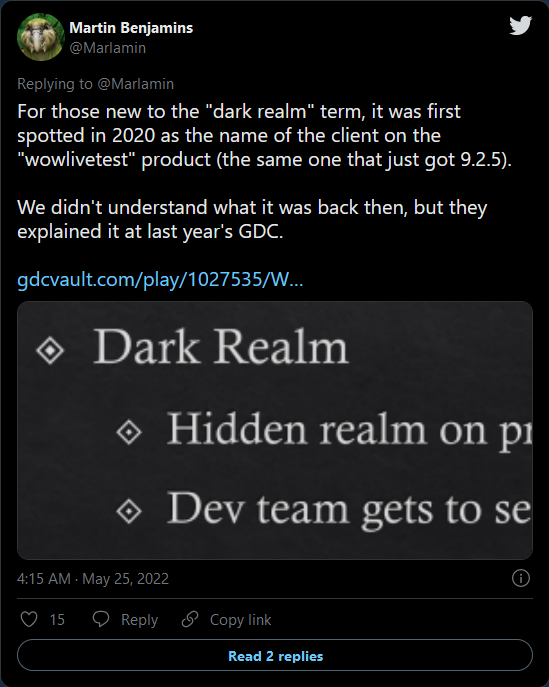 Martin Benjamins
@Marlamin
Replying to @Marlamin
For those new to the "dark realm" term, it was first
spotted in 2020 as the name of the client on the
"wowlivetest" product (the same one that just got 9.2.5).
We didn't understand what it was back then, but they
explained it at last year's GDC.
gdcvault.com/play/1027535/W...
Dark Realm
Hidden realm on pr
Dev team gets to se
4:15 AM · May 25, 2022
15 Reply Copy link
Read 2 replies